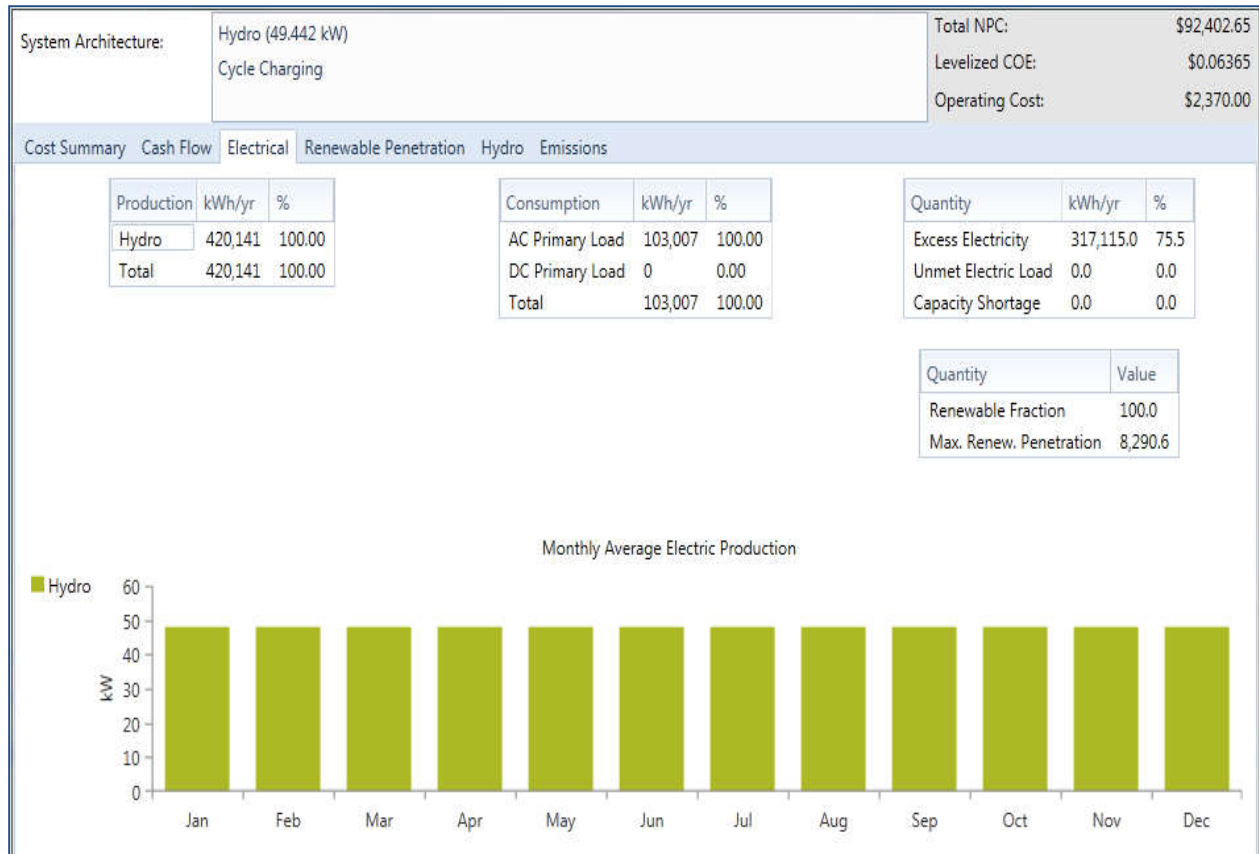 System Architecture:
Hydro (49.442 kW)
Cycle Charging
Total NPC: $92,402.65
Levelized COE: $0.06365
Operating Cost: $2,370.00
Cost Summary Cash Flow Electrical Renewable Penetration Hydro Emissions
Production kWh/yr %
Hydro 420,141 100.00
Total 420,141 100.00
Consumption kWh/yr %
AC Primary Load 103,007 100.00
DC Primary Load 0 0.00
Total 103,007 100.00
Quantity kWh/yr %
Excess Electricity 317,115.0 75.5
Unmet Electric Load 0.0 0.0
Capacity Shortage 0.0 0.0
Quantity Value
Renewable Fraction 100.0
Max. Renew. Penetration 8,290.6
Monthly Average Electric Production
Hydro
60
50
40
30
20
10
0
kW
Jan Feb Mar Apr May Jun Jul Aug Sep Oct Nov Dec